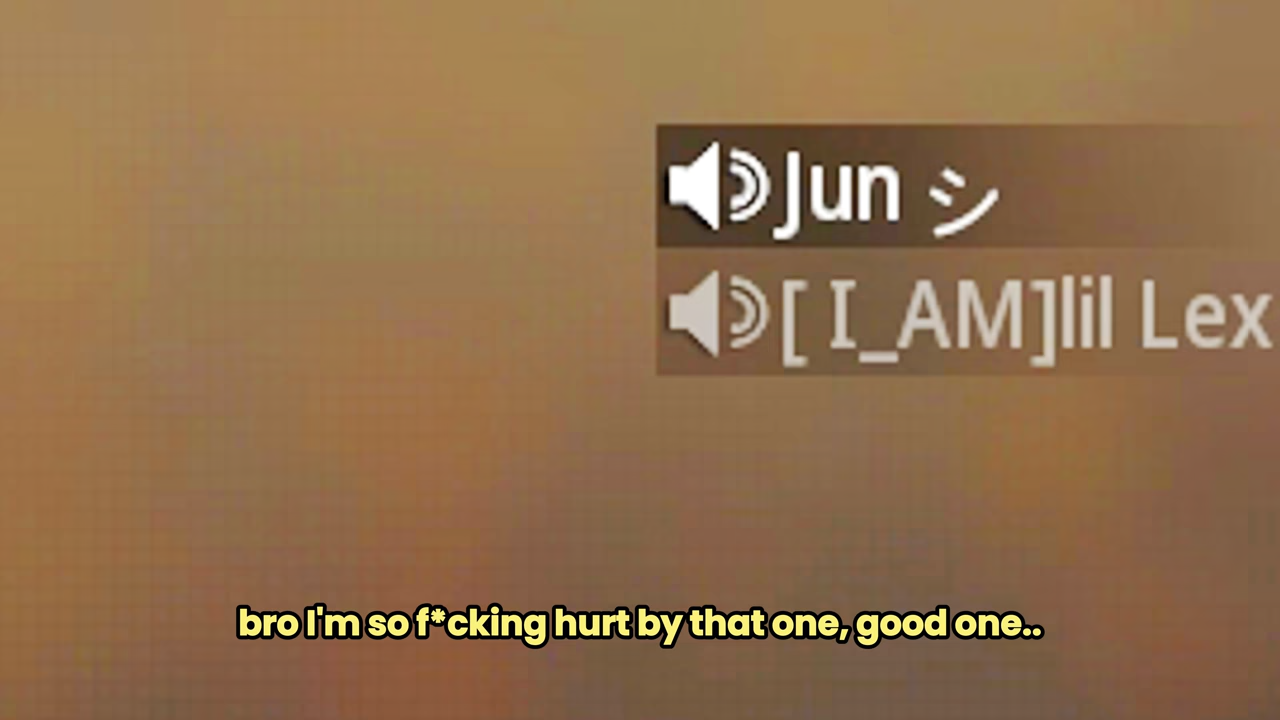 Jun シ
[ I_AM]lil Lex
bro I'm so f*cking hurt by that one, good one..